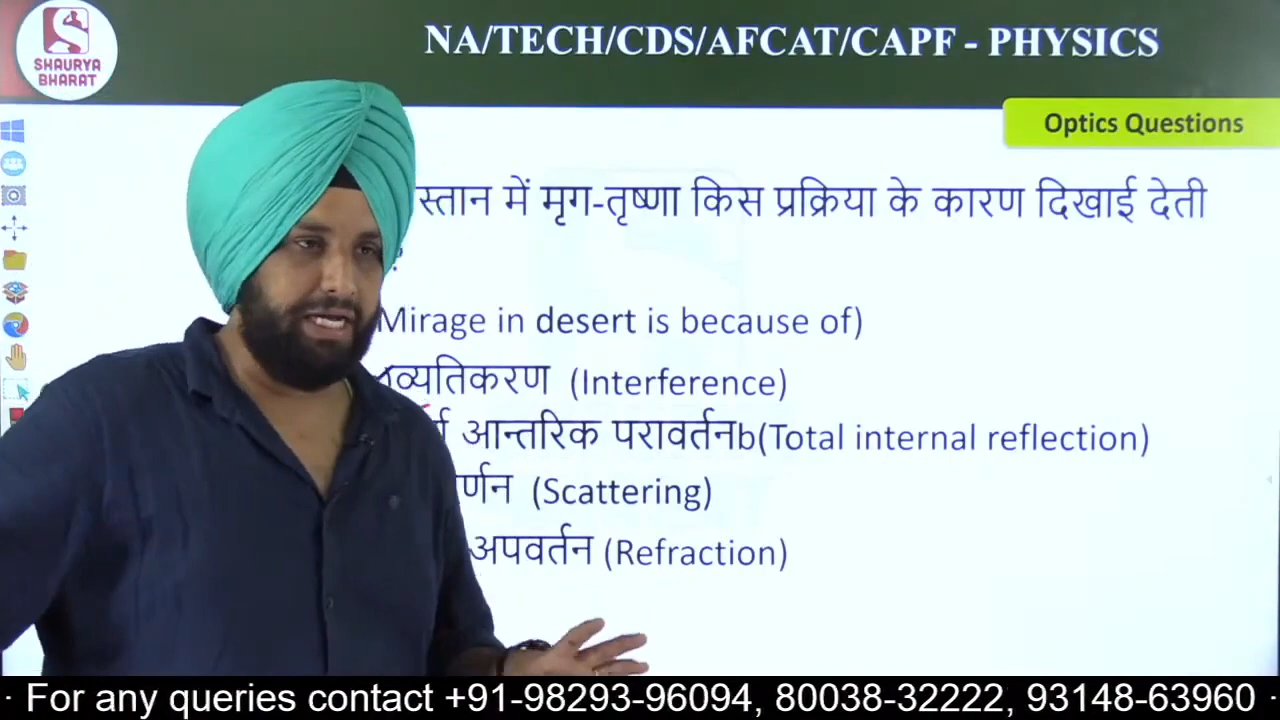 SHAURYA
BHARAT
NA/TECH/CDS/AFCAT/CAPF - PHYSICS
Optics Questions
स्तान में मृग-तृष्णा किस प्रक्रिया के कारण दिखाई देती
?
Mirage in desert is because of)
व्यतिकरण (Interference)
आन्तरिक परावर्तनb(Total internal reflection)
र्णन (Scattering)
अपवर्तन (Refraction)
· For any queries contact +91-98293-96094, 80038-32222, 93148-63960 ·